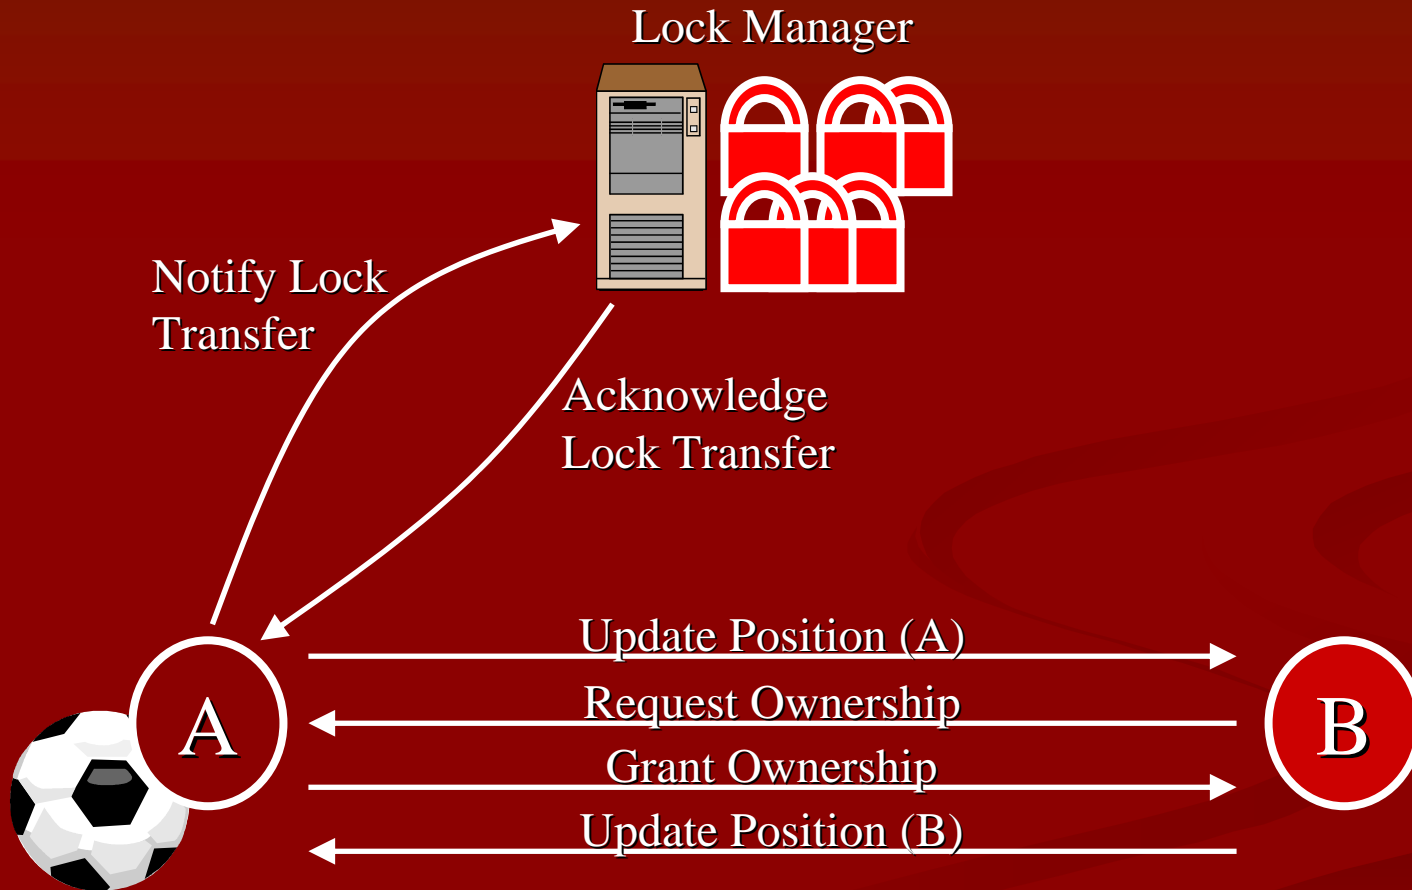 Lock Manager
Notify Lock
Transfer
Acknowledge
Lock Transfer
Update Position (A)
Request Ownership
A
B
Grant Ownership
Update Position (B)